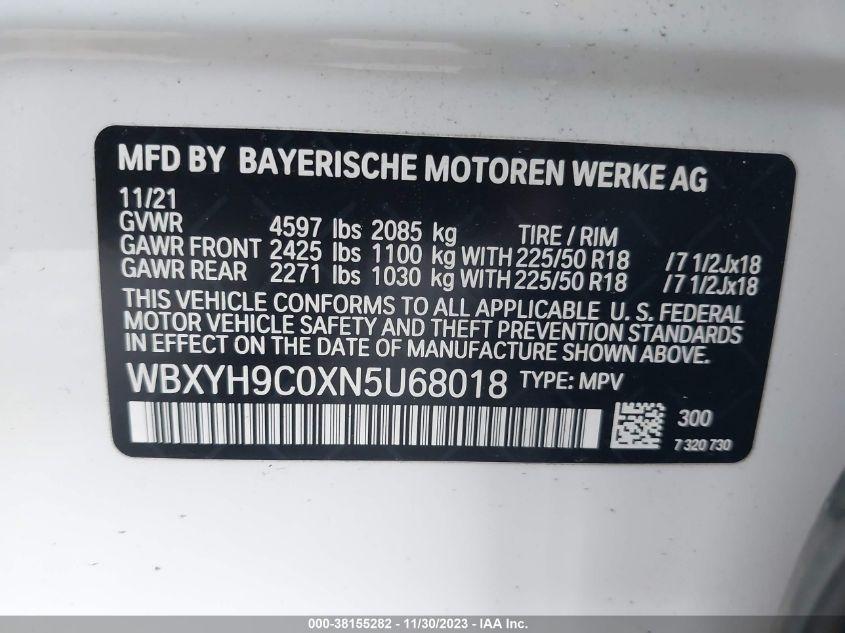 MFD BY BAYERISCHE MOTOREN WERKE AG
11/21
GVWR 4597 lbs 2085 kg TIRE / RIM
GAWR FRONT 2425 lbs 1100 kg WITH 225/50 R18 /7 1/2Jx18
GAWR REAR 2271 lbs 1030 kg WITH 225/50 R18 /7 1/2Jx18
THIS VEHICLE CONFORMS TO ALL APPLICABLE U. S. FEDERAL
MOTOR VEHICLE SAFETY AND THEFT PREVENTION STANDARDS
IN EFFECT ON THE DATE OF MANUFACTURE SHOWN ABOVE.
WBXYH9C0XN5U68018 TYPE: MPV
300
7 320 730
000-38155282 - 11/30/2023 - © IAA